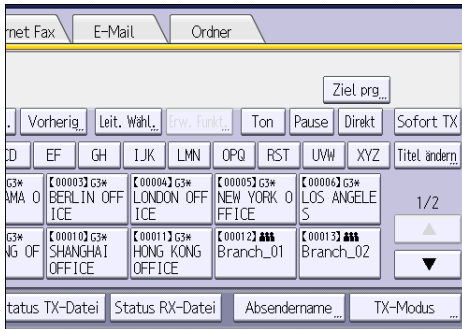 rnet Fax E-Mail Ordner
Ziel prg.
. Vorherig. Leit. Wähl. Erw. Funkt. Ton Pause Direkt Sofort TX
CD EF GH IJK LMN OPQ RST UVW XYZ Titel ändern
G3* 【00003】G3* 【00004】G3* 【00005】G3* 【00006】G3*
AMA O BERLIN OFF LONDON OFF NEW YORK O LOS ANGELE 1/2
ICE ICE FFICE S
G3* 【00010】G3* 【00011】G3* 【00012】 【00013】
NG OF SHANGHAI HONG KONG Branch_01 Branch_02
OFFICE OFFICE
tatus TX-Datei Status RX-Datei Absendername TX-Modus